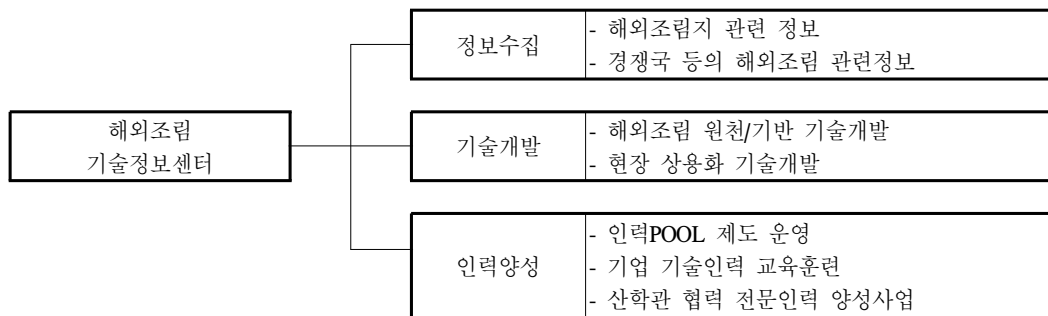 정보수집
- 해외조림지 관련 정보
- 경쟁국 등의 해외조림 관련정보
해외조림
기술정보센터
기술개발
- 해외조림 원천/기반 기술개발
- 현장 상용화 기술개발
인력양성
- 인력POOL 제도 운영
- 기업 기술인력 교육훈련
- 산학관 협력 전문인력 양성사업